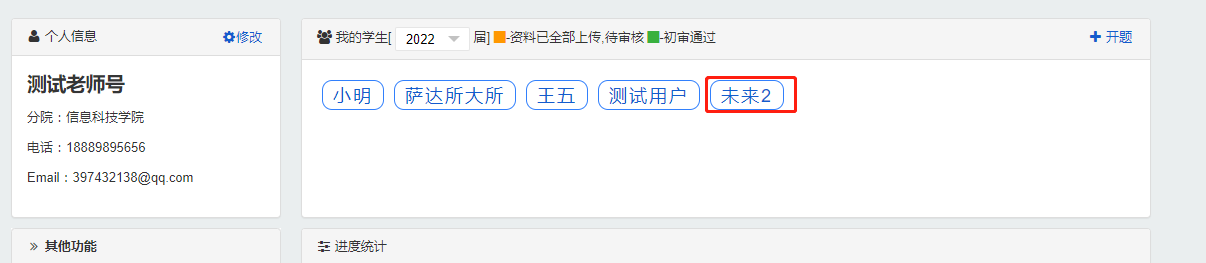 个人信息 修改
测试老师号
分院：信息科技学院
电话：18889895656
Email：397432138@qq.com
其他功能
我的学生[ 2022 届] -资料已全部上传,待审核 -初审通过 开题
小明 萨达所大所 王五 测试用户 未来2
进度统计